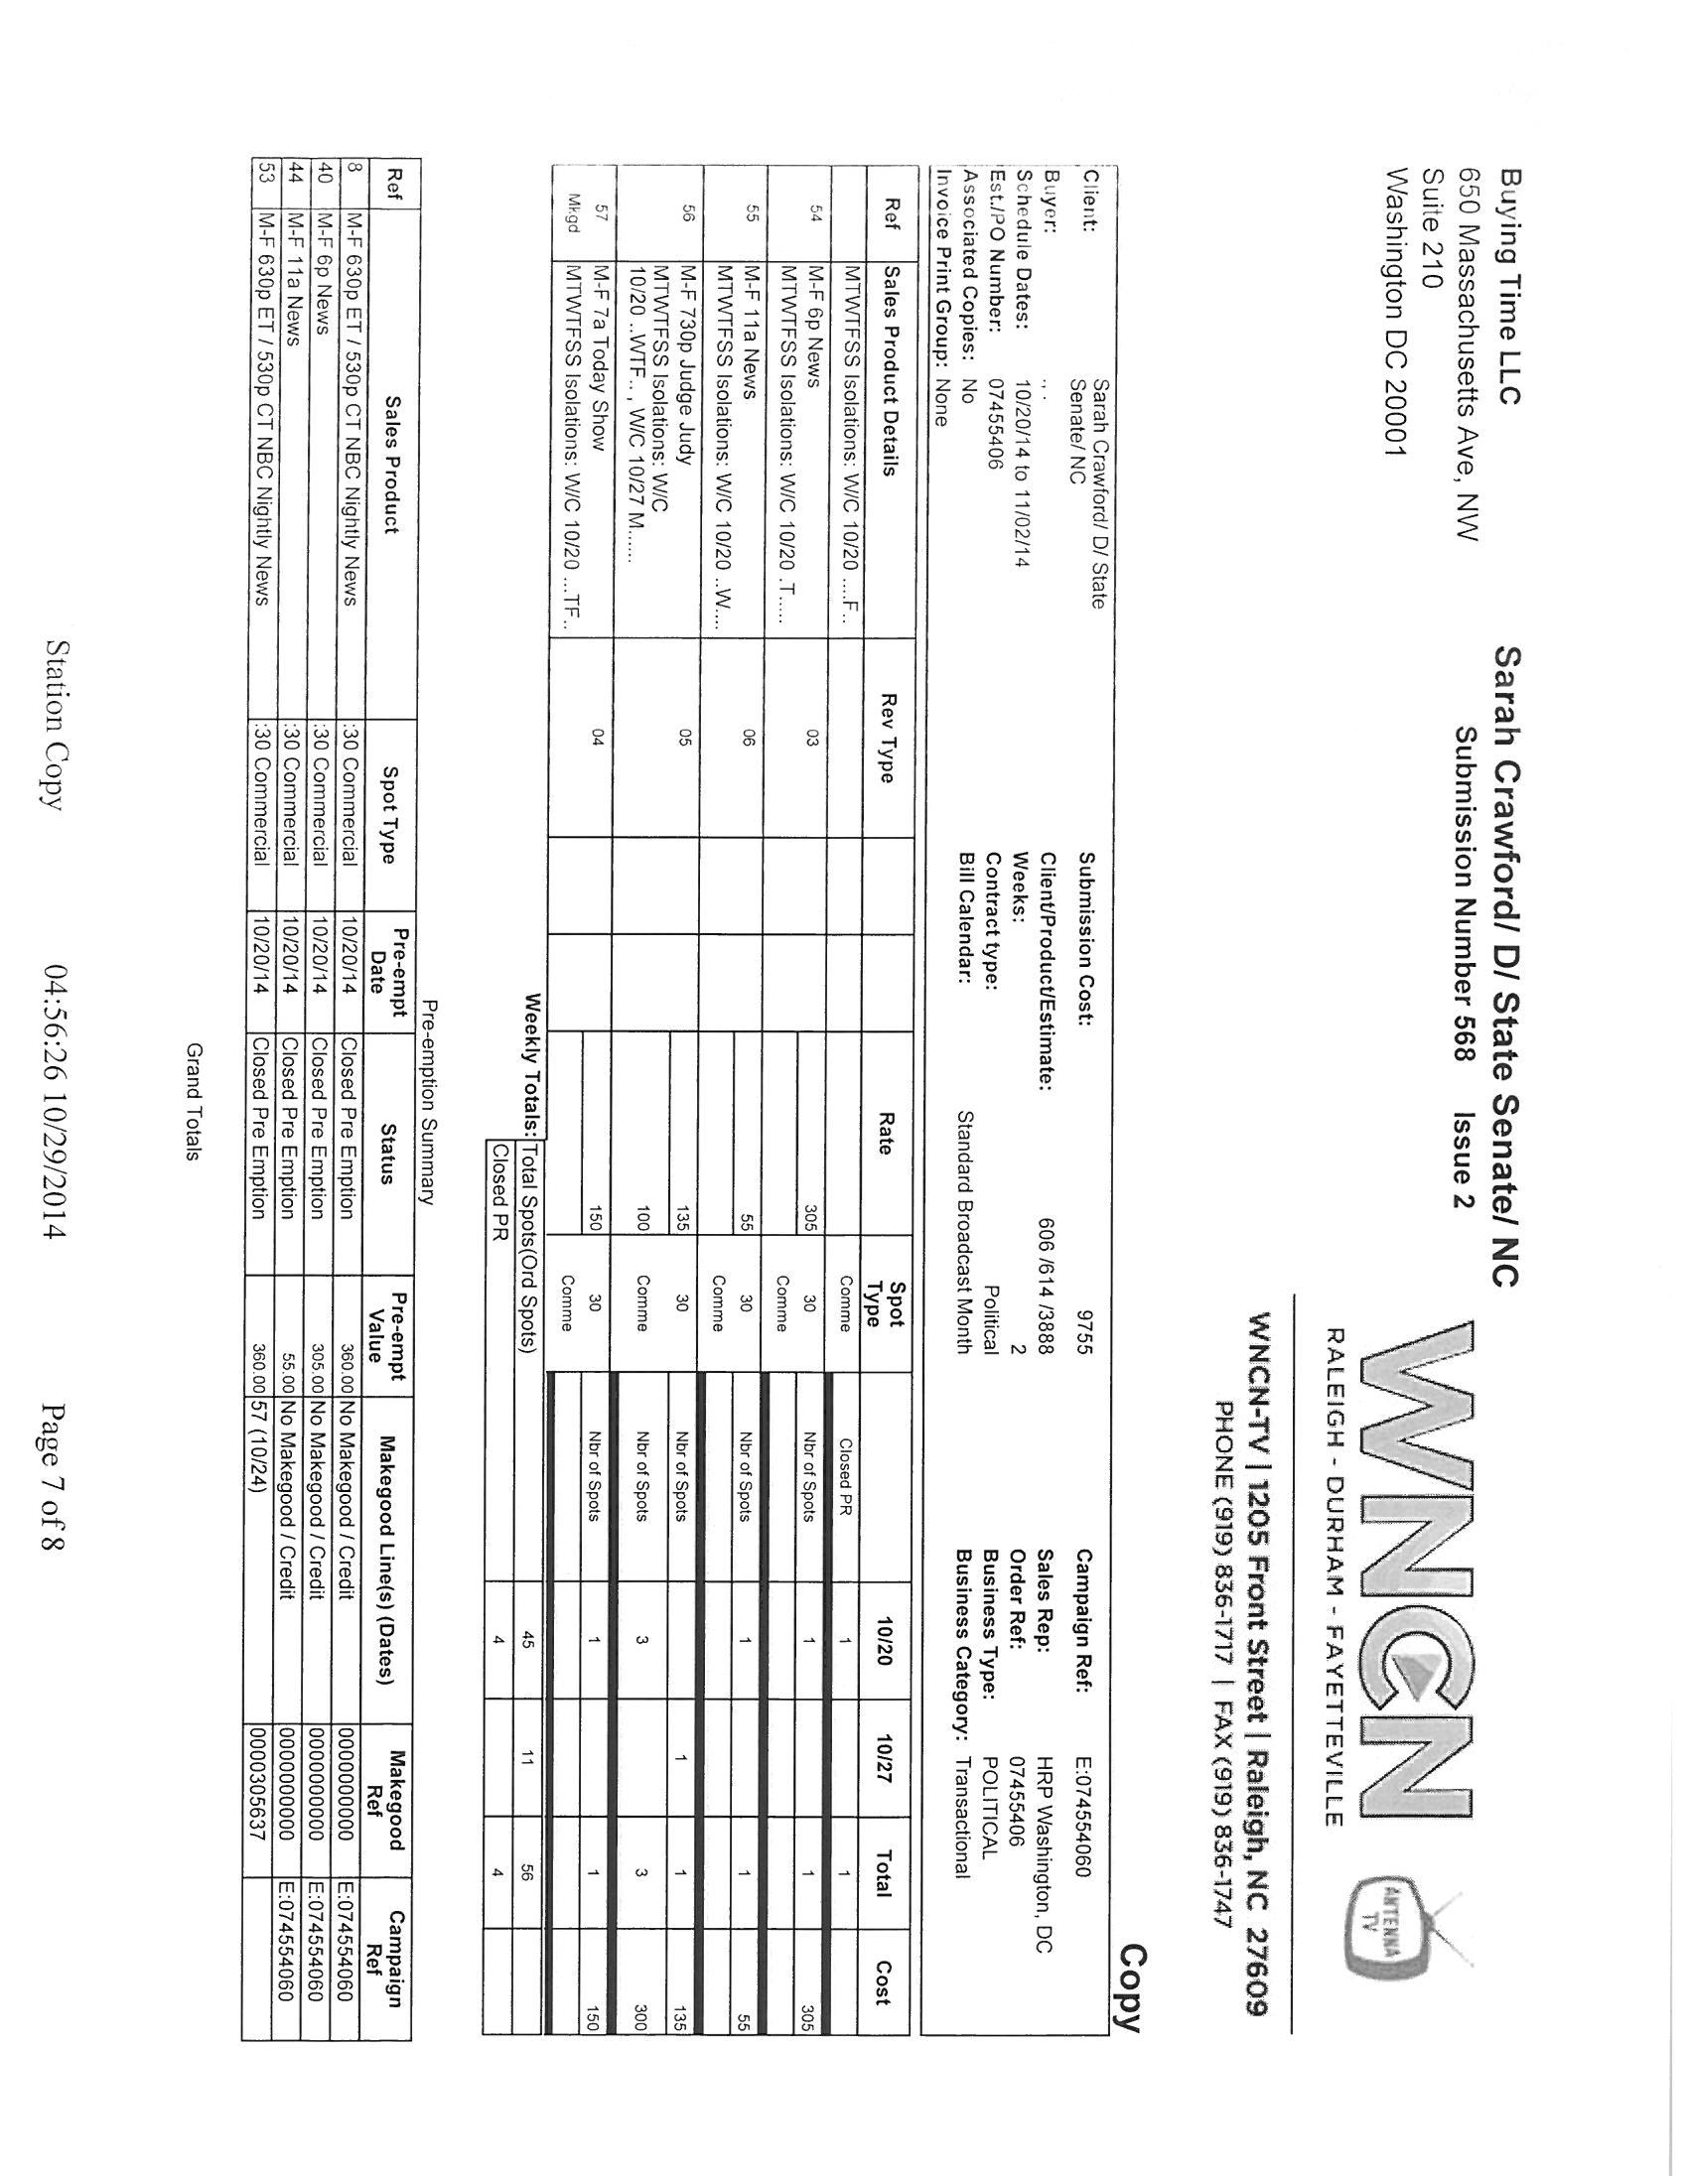 Buying Time LLC
650 Massachusetts Ave, NW
Suite 210
Washington DC 20001
Sarah Crawford/ D/ State Senate/ NC
Submission Number 568 Issue 2
WNCN
RALEIGH - DURHAM - FAYETTEVILLE
ANTENNA TV
WNCN-TV | 1205 Front Street | Raleigh, NC 27609
PHONE (919) 836-1717 | FAX (919) 836-1747
Copy
Client: Sarah Crawford/ D/ State Senate/ NC Submission Cost: 9755 Campaign Ref: E:074554060
Buyer: , . Client/Product/Estimate: 606 /614 /3888 Sales Rep: HRP Washington, DC
Schedule Dates: 10/20/14 to 11/02/14 Weeks: 2 Order Ref: 07455406
Est./PO Number: 07455406 Contract type: Political Business Type: POLITICAL
Associated Copies: No Bill Calendar: Standard Broadcast Month Business Category: Transactional
Invoice Print Group: None
Ref Sales Product Details Rev Type Rate Spot Type 10/20 10/27 Total Cost
MTWTFSS Isolations: W/C 10/20 ....F.. Comme Closed PR 1 1
54 M-F 6p News 03 305 30 Nbr of Spots 1 1 305
MTWTFSS Isolations: W/C 10/20 .T..... Comme
55 M-F 11a News 06 55 30 Nbr of Spots 1 1 55
MTWTFSS Isolations: W/C 10/20 ..W.... Comme
56 M-F 730p Judge Judy 05 135 30 Nbr of Spots 1 1 135
MTWTFSS Isolations: W/C
10/20 ..WTF.. , W/C 10/27 M...... 100 Comme Nbr of Spots 3 3 300
57 M-F 7a Today Show 04 150 30 Nbr of Spots 1 1 150
Mkgd MTWTFSS Isolations: W/C 10/20 ...TF.. Comme
Weekly Totals: Total Spots(Ord Spots) 45 11 56
Closed PR 4 4
Pre-emption Summary
Ref Sales Product Spot Type Pre-empt Date Status Pre-empt Value Makegood Line(s) (Dates) Makegood Ref Campaign Ref
8 M-F 630p ET / 530p CT NBC Nightly News :30 Commercial 10/20/14 Closed Pre Emption 360.00 No Makegood / Credit 0000000000 E:074554060
40 M-F 6p News :30 Commercial 10/20/14 Closed Pre Emption 305.00 No Makegood / Credit 0000000000 E:074554060
44 M-F 11a News :30 Commercial 10/20/14 Closed Pre Emption 55.00 No Makegood / Credit 0000000000 E:074554060
53 M-F 630p ET / 530p CT NBC Nightly News :30 Commercial 10/20/14 Closed Pre Emption 360.00 57 (10/24) 0000305637
Grand Totals
Station Copy 04:56:26 10/29/2014 Page 7 of 8